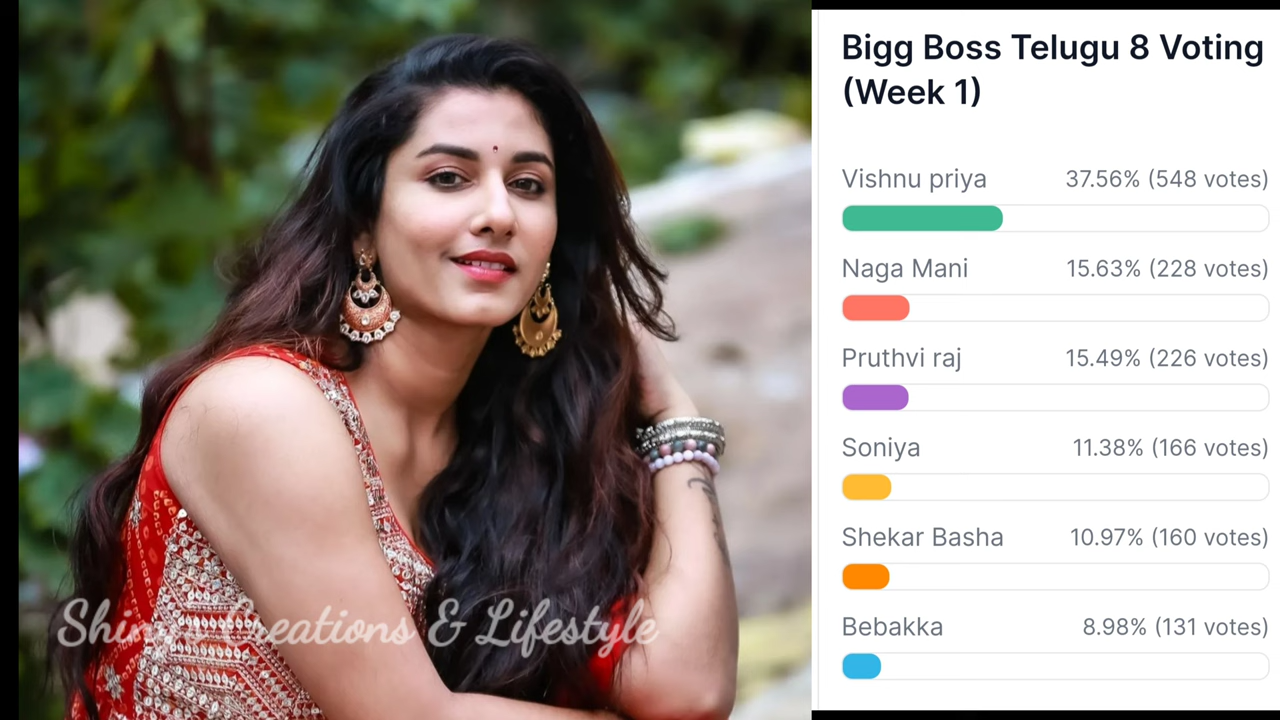 Bigg Boss Telugu 8 Voting
(Week 1)
Vishnu priya 37.56% (548 votes)
Naga Mani 15.63% (228 votes)
Pruthvi raj 15.49% (226 votes)
Soniya 11.38% (166 votes)
Shekar Basha 10.97% (160 votes)
Bebakka 8.98% (131 votes)
Creations & Lifestyle